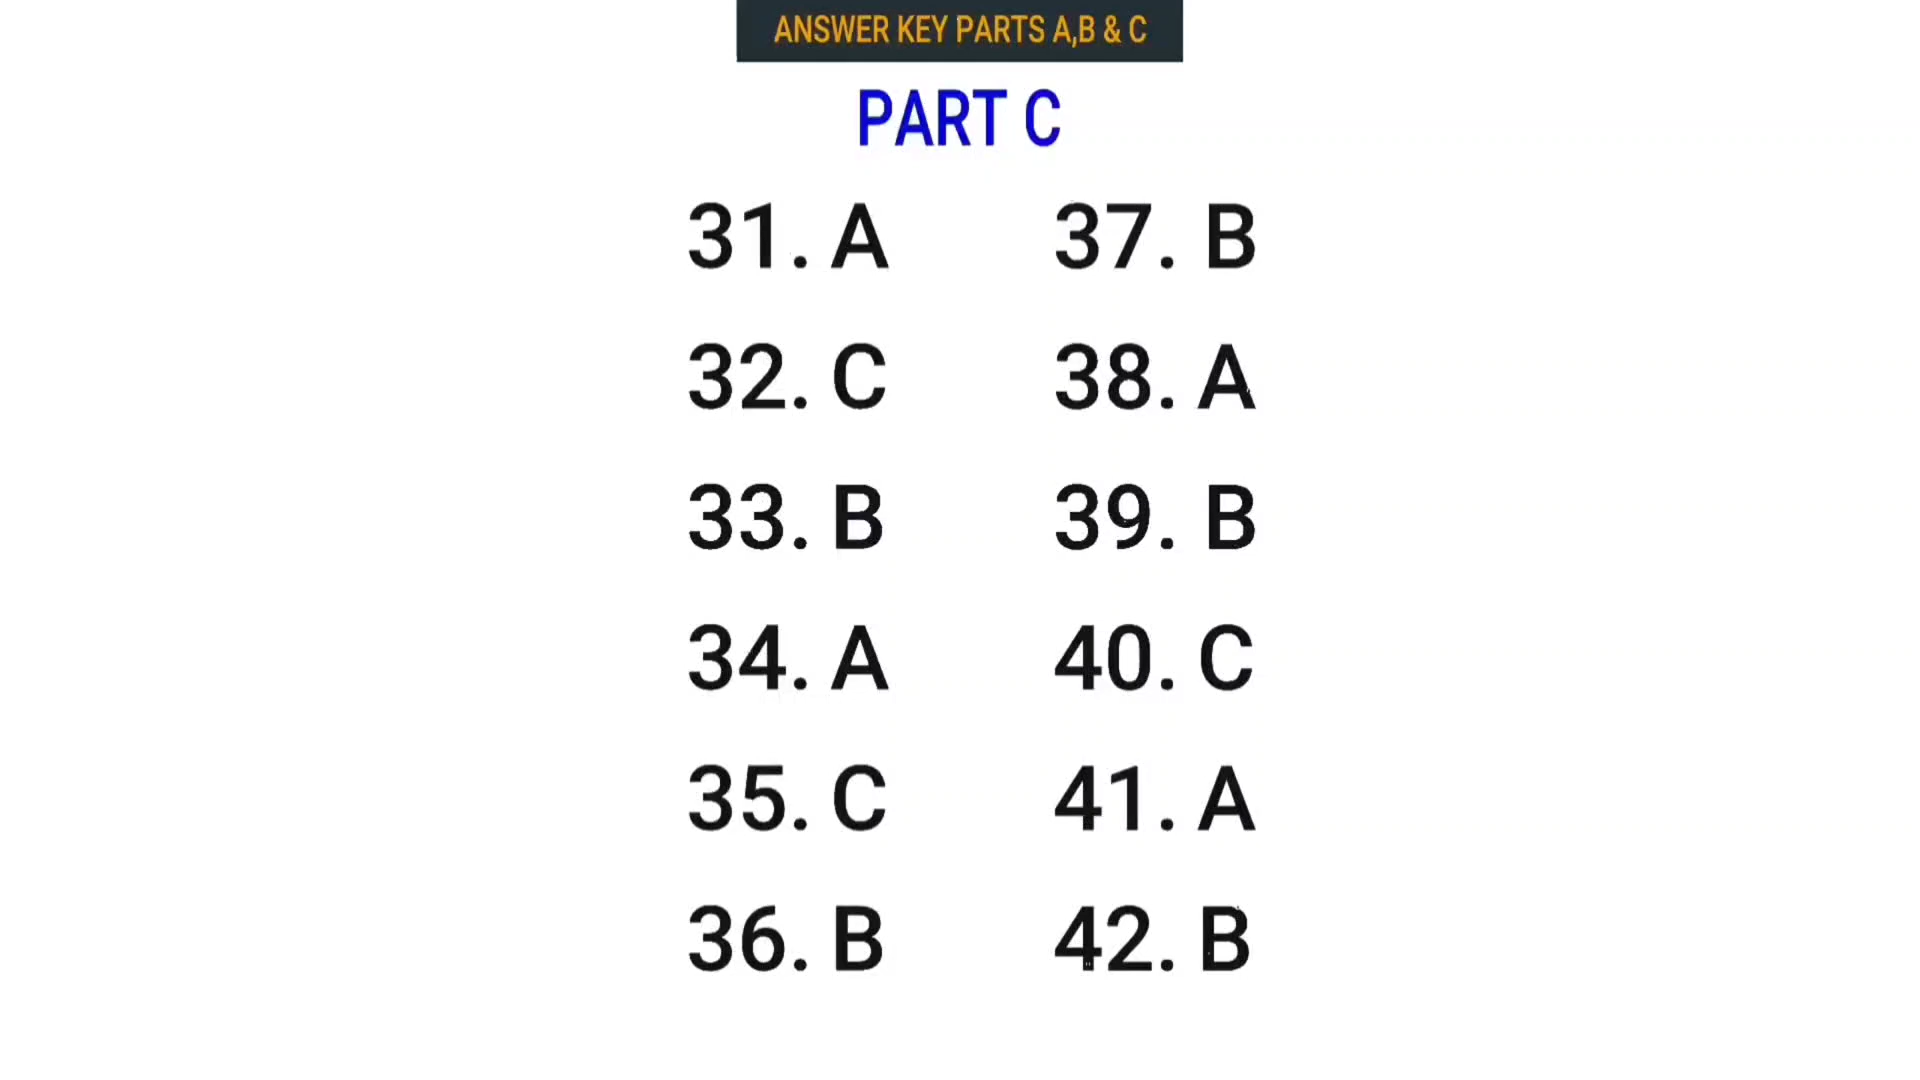 ANSWER KEY PARTS A,B & C
PART C
31. A
32. C
33. B
34. A
35. C
36. B
37. B
38. A
39. B
40. C
41. A
42. B